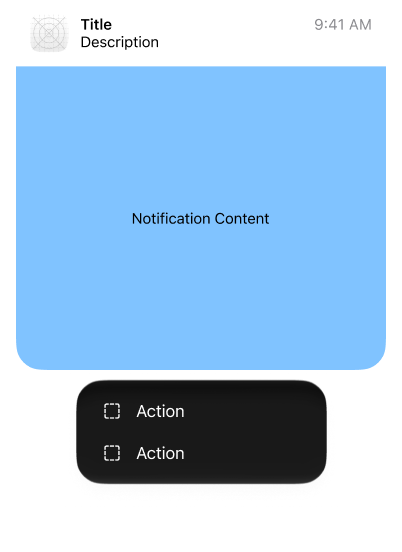 Title
9:41 AM
Description
Notification Content
Action
Action